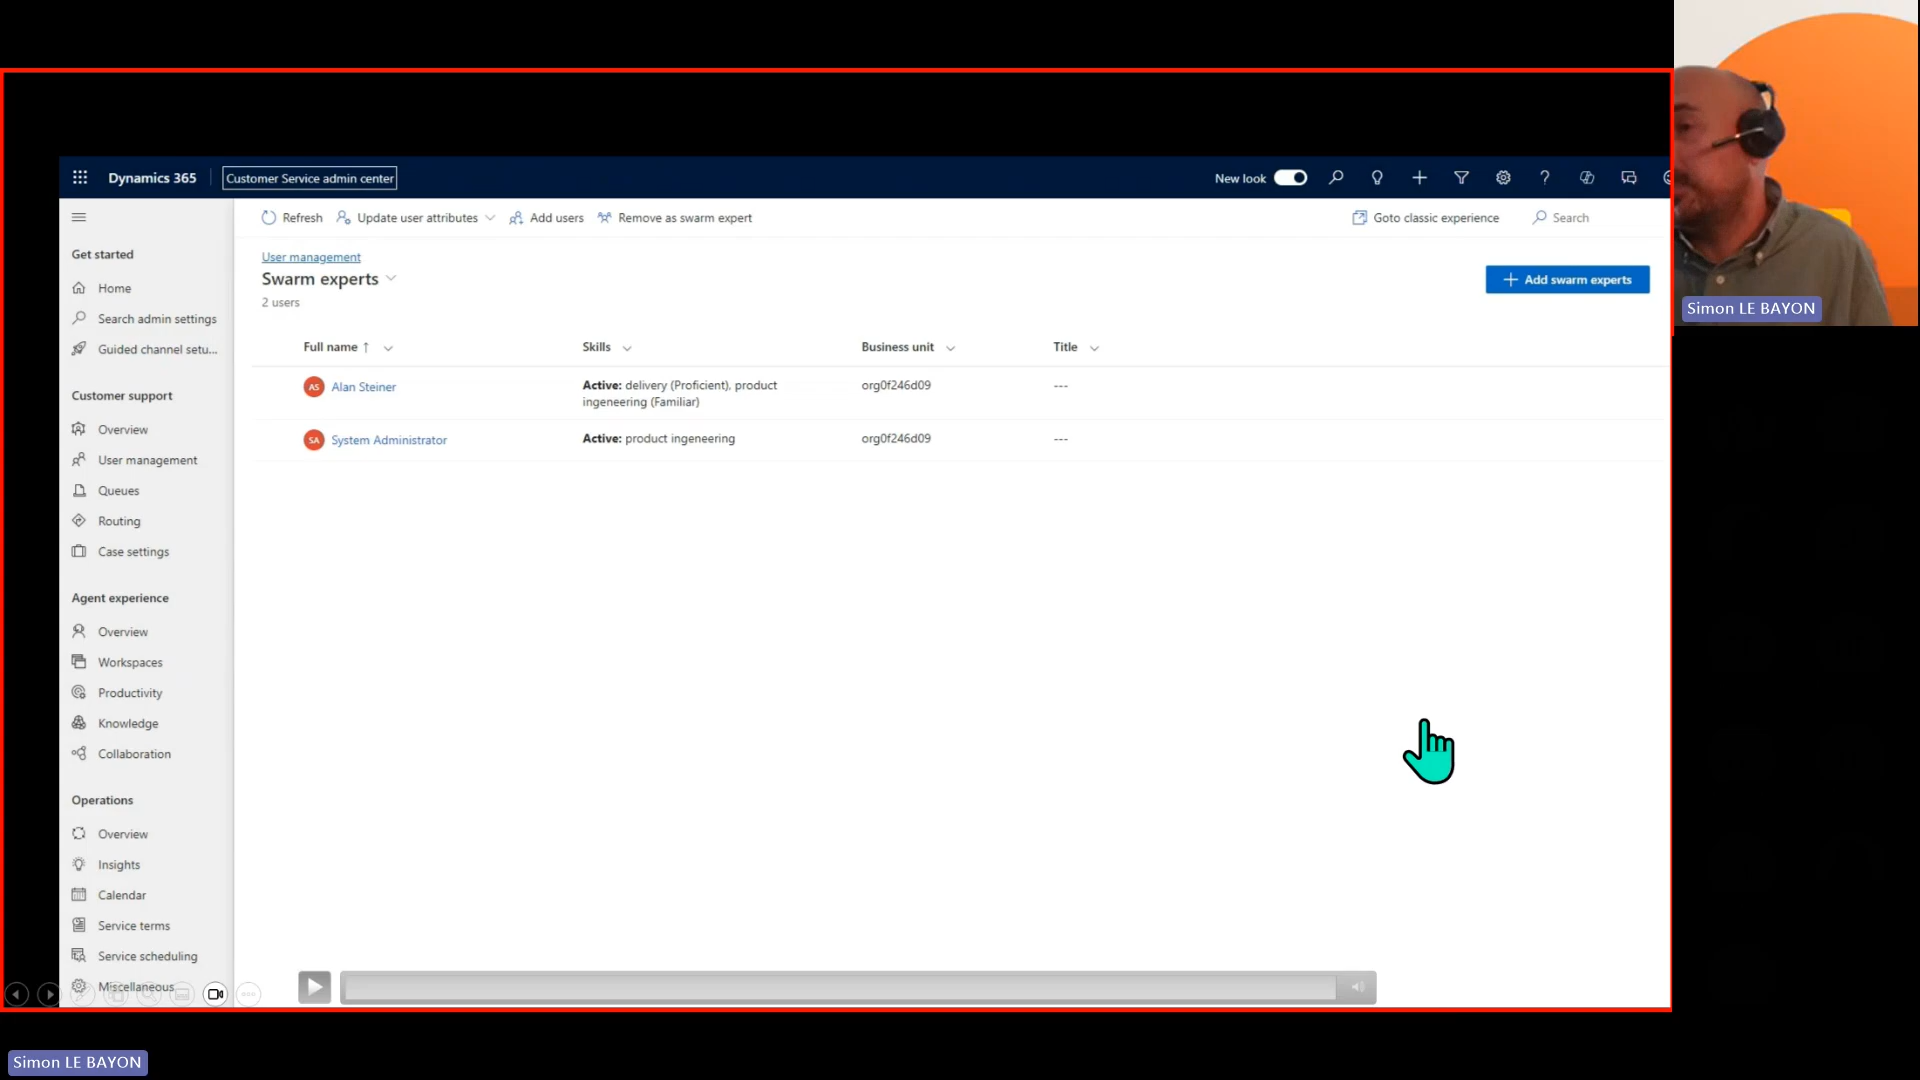 Dynamics 365
Customer Service admin center
New look
Refresh
Update user attributes
Add users
Remove as swarm expert
Goto classic experience
Search
Get started
Home
Search admin settings
Guided channel setu...
Customer support
Overview
User management
Queues
Routing
Case settings
Agent experience
Overview
Workspaces
Productivity
Knowledge
Collaboration
Operations
Overview
Insights
Calendar
Service terms
Service scheduling
Miscellaneous
User management
Swarm experts
2 users
Add swarm experts
Full name
Skills
Business unit
Title
AS Alan Steiner
Active: delivery (Proficient), product
ingeneering (Familiar)
org0f246d09
---
SA System Administrator
Active: product ingeneering
org0f246d09
---
Simon LE BAYON
Simon LE BAYON